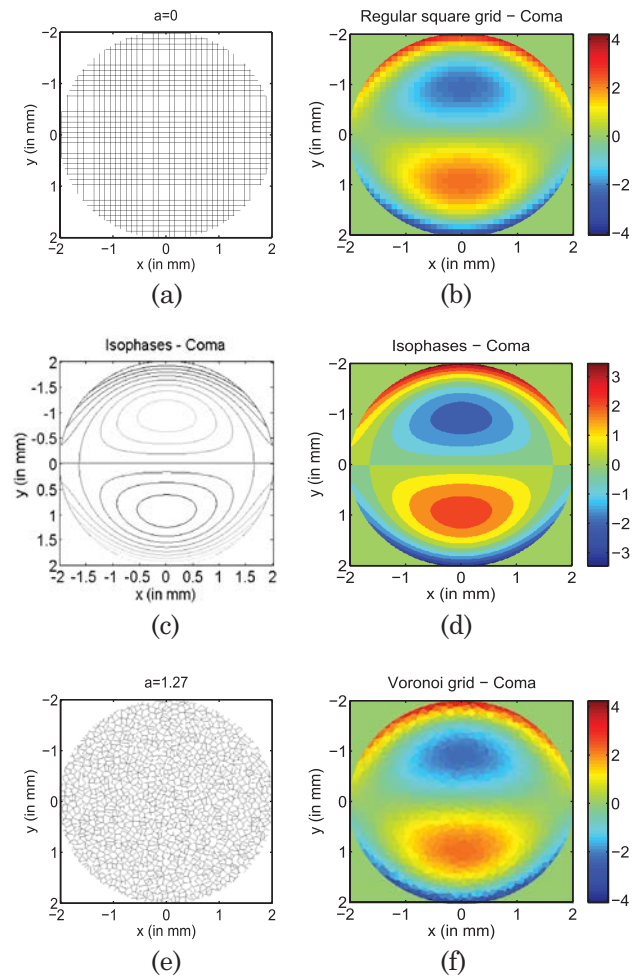 a=0
y (in mm)
−2
−1
0
1
2
−2 −1 0 1 2
x (in mm)
(a)
Regular square grid − Coma
y (in mm)
−2
−1
0
1
2
−2 −1 0 1 2
x (in mm)
4
2
0
−2
−4
(b)
Isophases - Coma
y (in mm)
-2
-1.5
-1
-0.5
0
0.5
1
1.5
2
-2 -1.5 -1 -0.5 0 0.5 1 1.5 2
x (in mm)
(c)
Isophases − Coma
y (in mm)
−2
−1
0
1
2
−2 −1 0 1 2
x (in mm)
3
2
1
0
−1
−2
−3
(d)
a=1.27
y (in mm)
−2
−1
0
1
2
−2 −1 0 1 2
x (in mm)
(e)
Voronoi grid − Coma
y (in mm)
−2
−1
0
1
2
−2 −1 0 1 2
x (in mm)
4
2
0
−2
−4
(f)